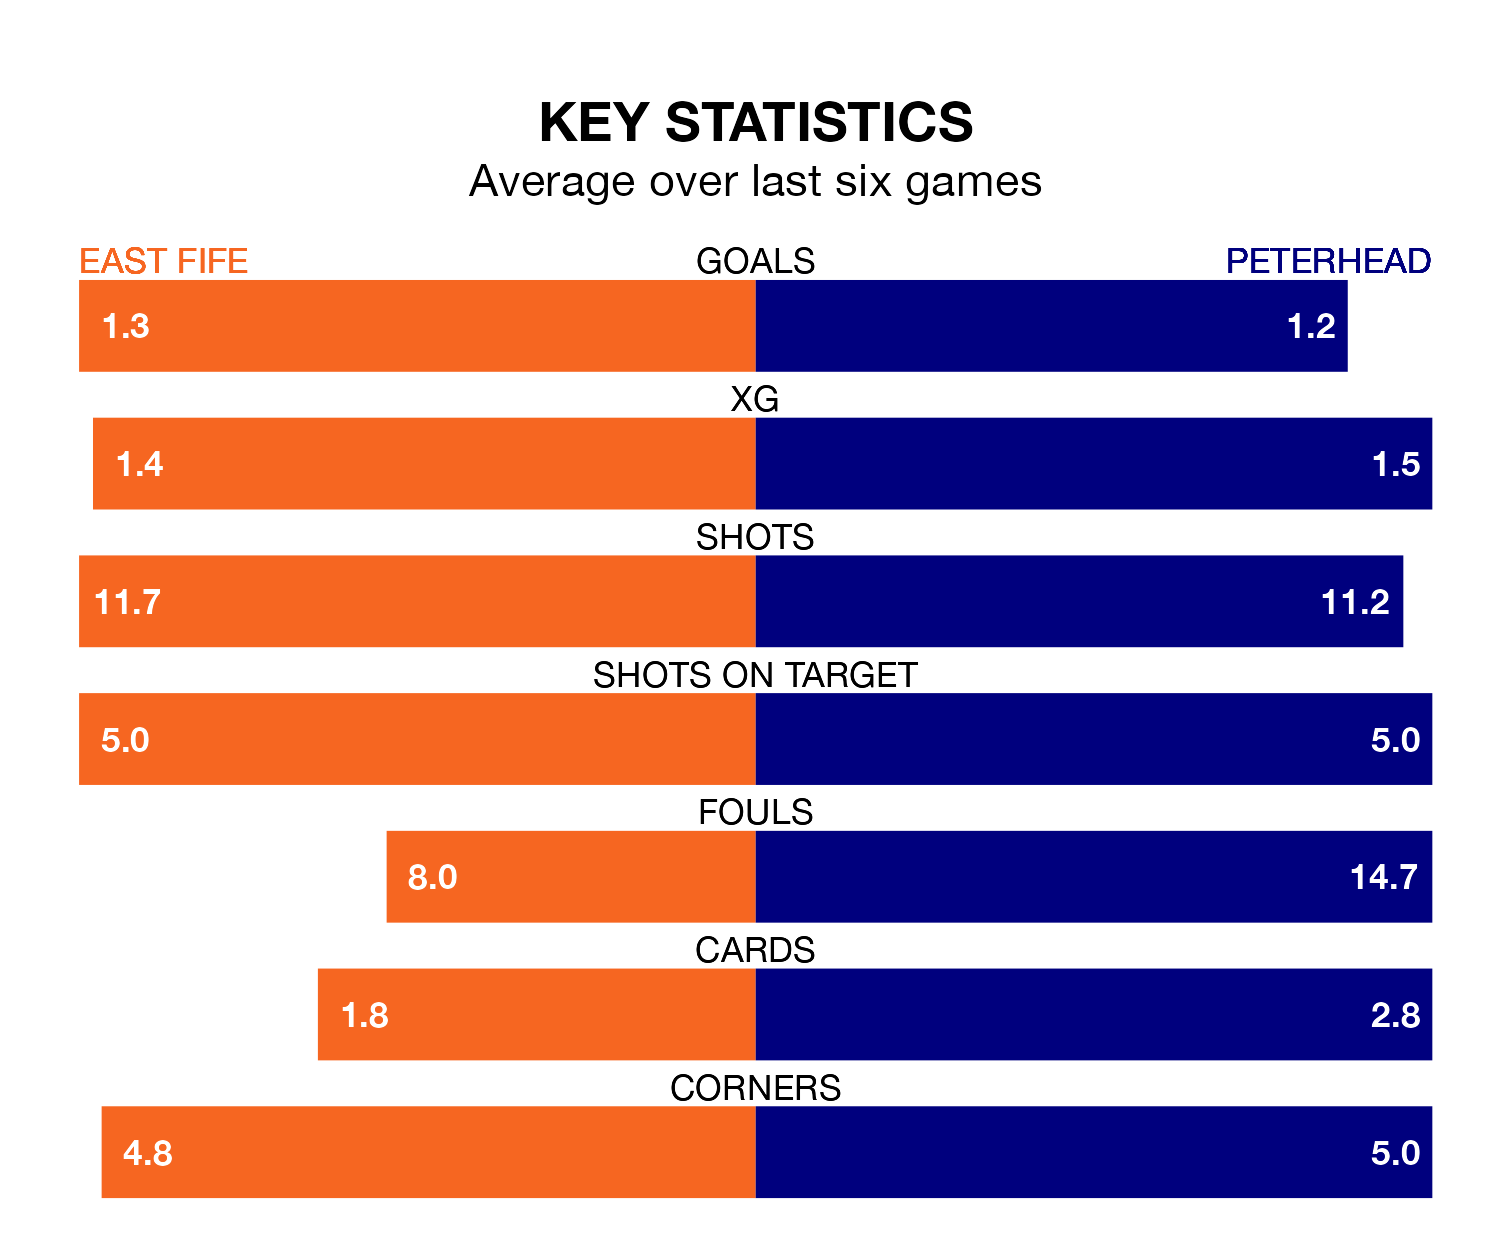 KEY STATISTICS
Average over last six games
EAST FIFE GOALS PETERHEAD
1.3 1.2
XG
1.4 1.5
SHOTS
11.7 11.2
SHOTS ON TARGET
5.0 5.0
FOULS
8.0 14.7
CARDS
1.8 2.8
CORNERS
4.8 5.0